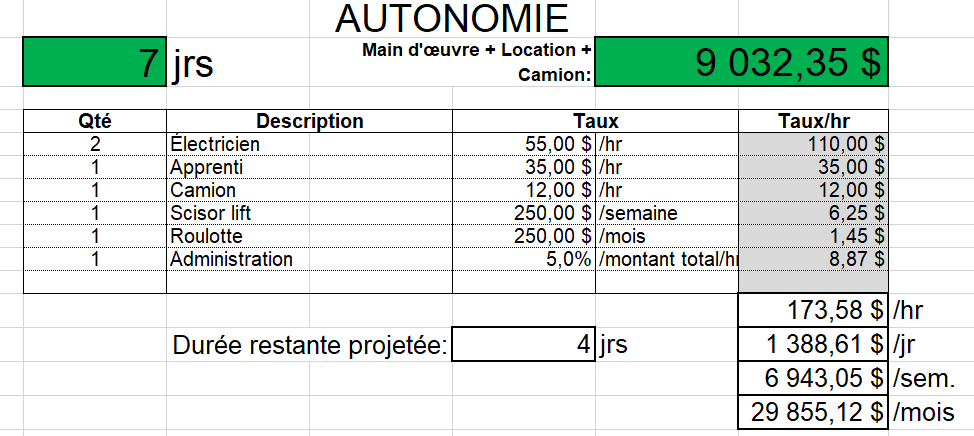 AUTONOMIE
7 jrs Main d'œuvre + Location + Camion: 9 032,35 $
Qté Description Taux Taux/hr
2 Électricien 55,00 $ /hr 110,00 $
1 Apprenti 35,00 $ /hr 35,00 $
1 Camion 12,00 $ /hr 12,00 $
1 Scisor lift 250,00 $ /semaine 6,25 $
1 Roulotte 250,00 $ /mois 1,45 $
1 Administration 5,0% /montant total/hr 8,87 $
173,58 $ /hr
Durée restante projetée: 4 jrs 1 388,61 $ /jr
6 943,05 $ /sem.
29 855,12 $ /mois